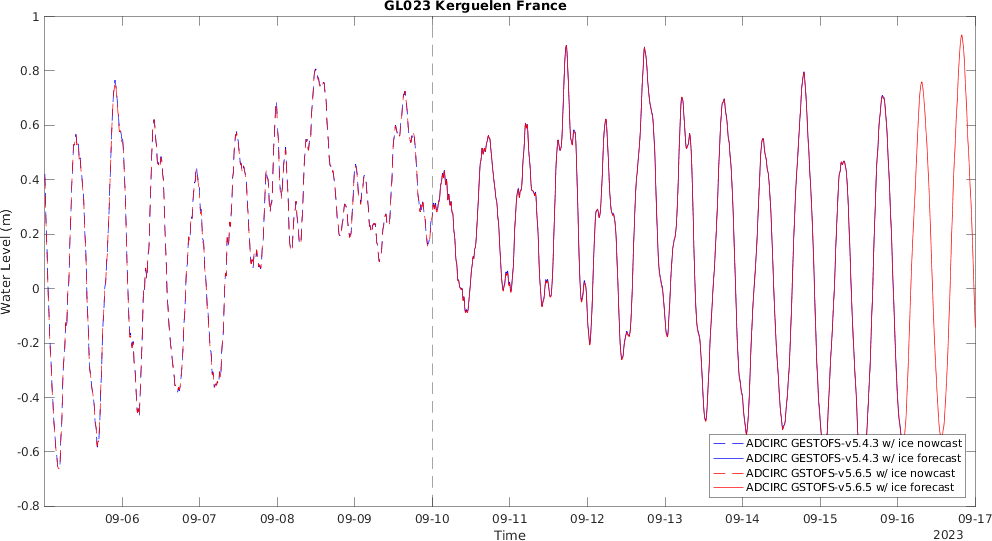 GL023 Kerguelen France
Water Level (m)
1
0.8
0.6
0.4
0.2
0
-0.2
-0.4
-0.6
-0.8
ADCIRC GESTOFS-v5.4.3 w/ ice nowcast
ADCIRC GESTOFS-v5.4.3 w/ ice forecast
ADCIRC GSTOFS-v5.6.5 w/ ice nowcast
ADCIRC GSTOFS-v5.6.5 w/ ice forecast
09-06 09-07 09-08 09-09 09-10 09-11 09-12 09-13 09-14 09-15 09-16 09-17
Time
2023